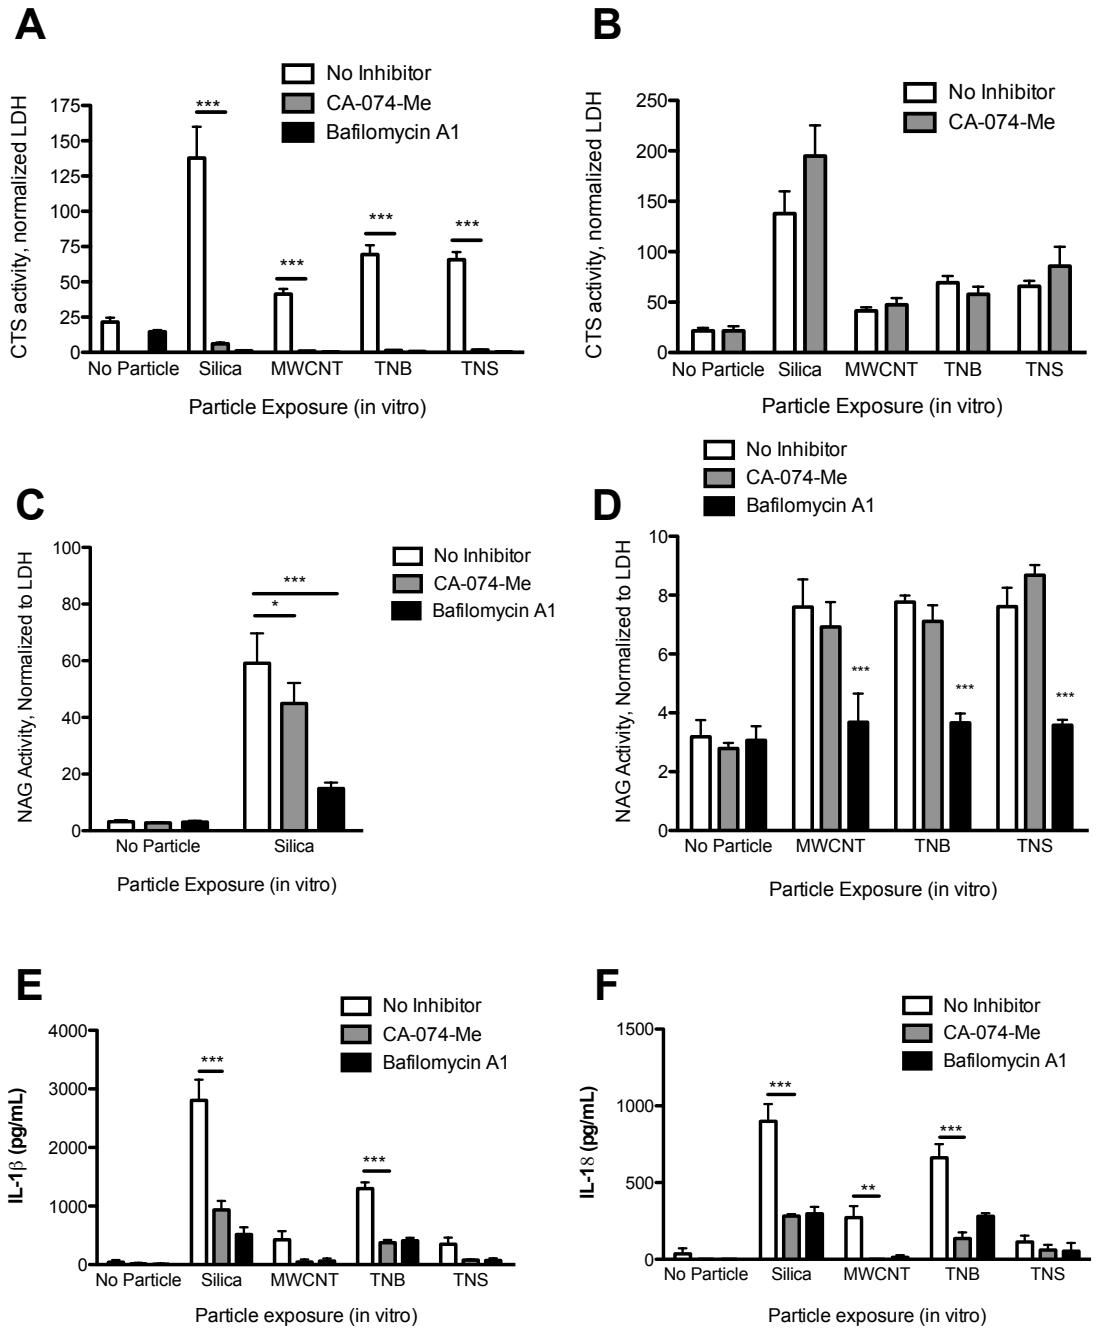 A
No Inhibitor
CA-074-Me
Bafilomycin A1
CTS activity, normalized LDH
175
150
125
100
75
50
25
0
***
***
***
***
No Particle Silica MWCNT TNB TNS
Particle Exposure (in vitro)
B
No Inhibitor
CA-074-Me
CTS activity, normalized LDH
250
200
150
100
50
0
No Particle Silica MWCNT TNB TNS
Particle Exposure (in vitro)
C
No Inhibitor
CA-074-Me
Bafilomycin A1
NAG Activity, Normalized to LDH
100
80
60
40
20
0
***
*
No Particle Silica
Particle Exposure (in vitro)
No Inhibitor
CA-074-Me
Bafilomycin A1
D
NAG Activity, Normalized to LDH
10
8
6
4
2
0
***
***
***
No Particle MWCNT TNB TNS
Particle Exposure (in vitro)
E
No Inhibitor
CA-074-Me
Bafilomycin A1
IL-1β (pg/mL)
4000
3000
2000
1000
0
***
***
No Particle Silica MWCNT TNB TNS
Particle exposure (in vitro)
F
No Inhibitor
CA-074-Me
Bafilomycin A1
IL-18 (pg/mL)
1500
1000
500
0
***
**
***
No Particle Silica MWCNT TNB TNS
Particle exposure (in vitro)